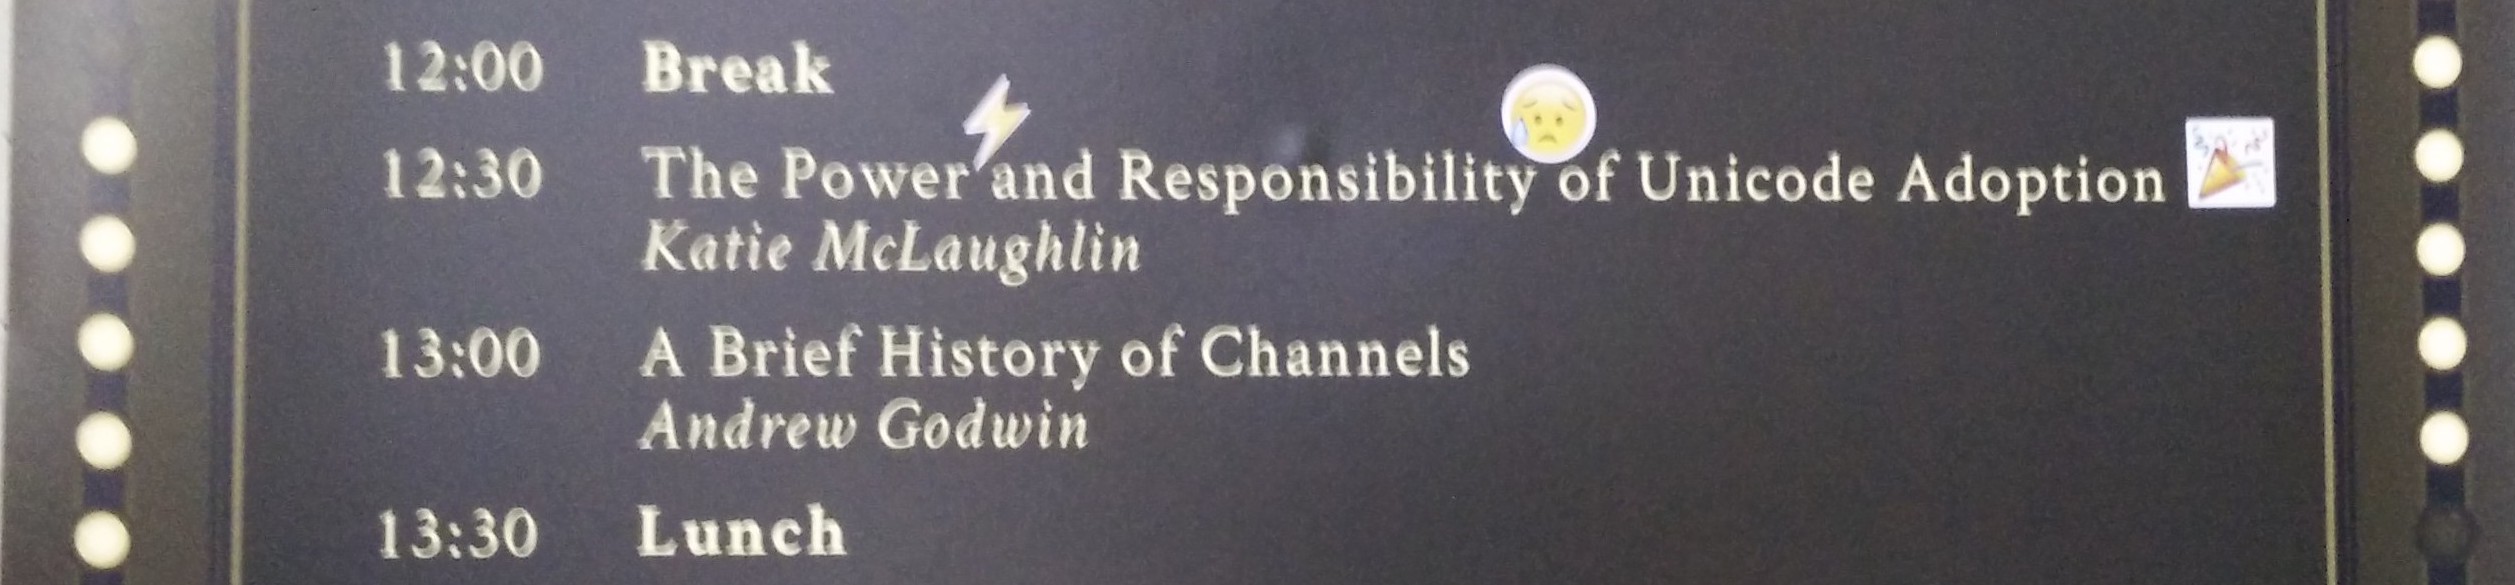 12:00 Break
12:30 The Power⚡and Responsibility😥of Unicode Adoption 🎉
Katie McLaughlin
13:00 A Brief History of Channels
Andrew Godwin
13:30 Lunch